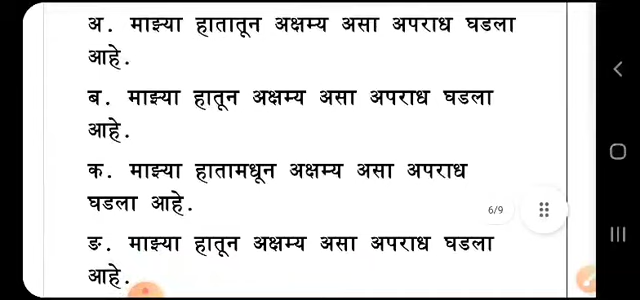 अ. माझ्या हातातून अक्षम्य असा अपराध घडला
आहे.
ब. माझ्या हातून अक्षम्य असा अपराध घडला
आहे.
क. माझ्या हातामधून अक्षम्य असा अपराध
घडला आहे.
6/9
ङ. माझ्या हातून अक्षम्य असा अपराध घडला
आहे.